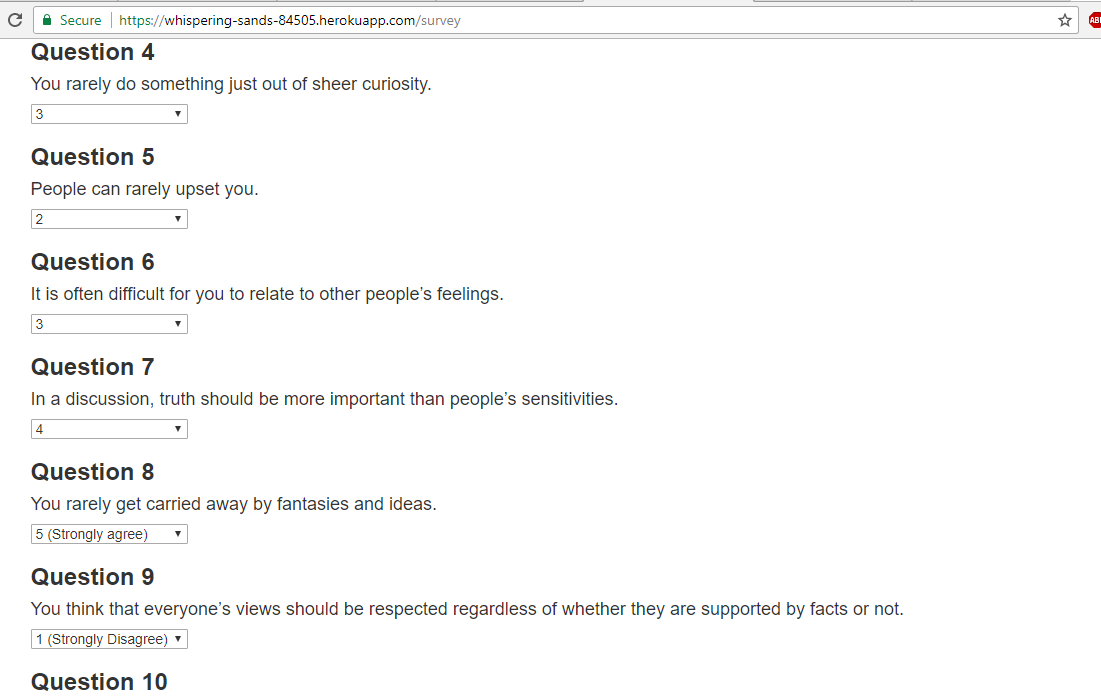 Secure https://whispering-sands-84505.herokuapp.com/survey
Question 4
You rarely do something just out of sheer curiosity.
3
Question 5
People can rarely upset you.
2
Question 6
It is often difficult for you to relate to other people’s feelings.
3
Question 7
In a discussion, truth should be more important than people’s sensitivities.
4
Question 8
You rarely get carried away by fantasies and ideas.
5 (Strongly agree)
Question 9
You think that everyone’s views should be respected regardless of whether they are supported by facts or not.
1 (Strongly Disagree)
Question 10